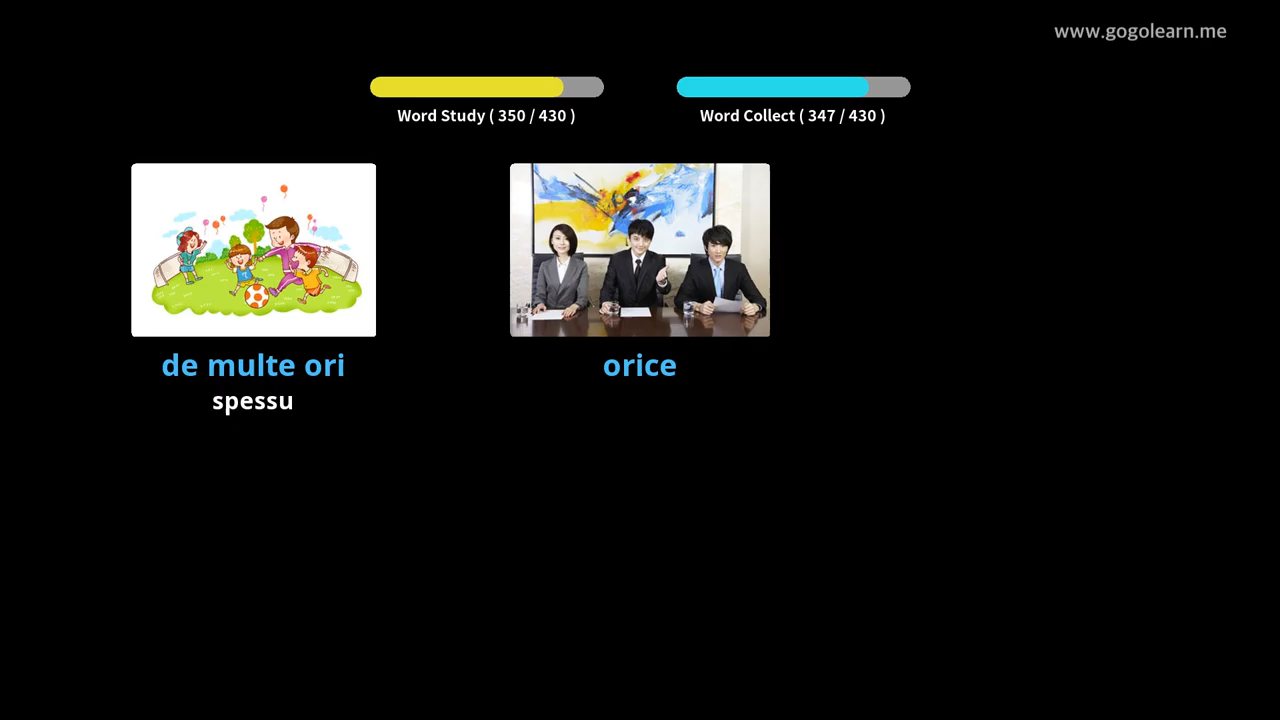 www.gogolearn.me
Word Study ( 350 / 430 )
Word Collect ( 347 / 430 )
de multe ori
spessu
orice